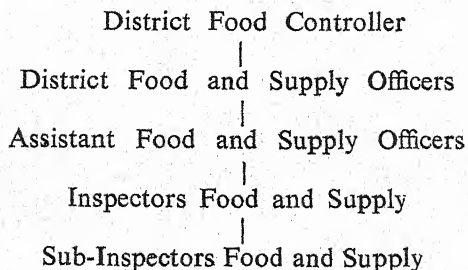 District Food Controller
District Food and Supply Officers
Assistant Food and Supply Officers
Inspectors Food and Supply
Sub-Inspectors Food and Supply